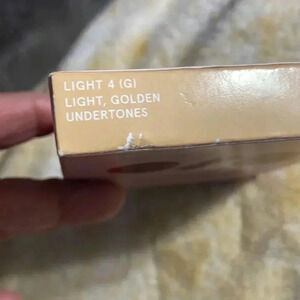 LIGHT 4 (G)
LIGHT, GOLDEN
UNDERTONES